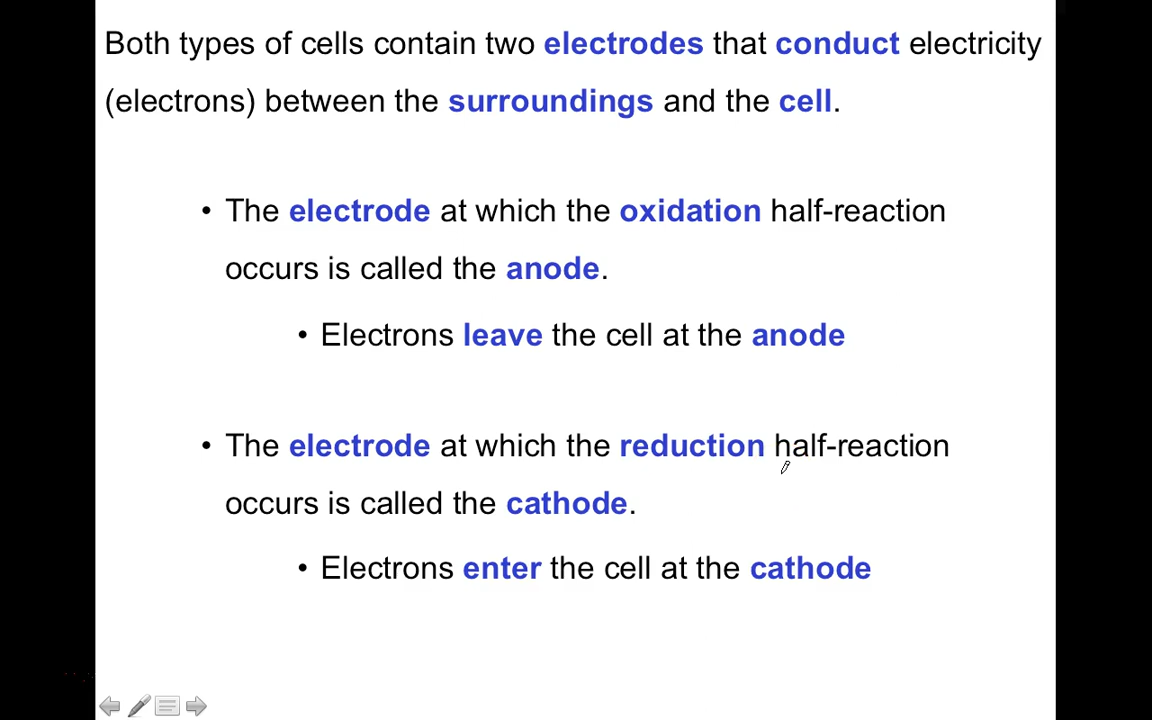 Both types of cells contain two electrodes that conduct electricity
(electrons) between the surroundings and the cell.
• The electrode at which the oxidation half-reaction
occurs is called the anode.
• Electrons leave the cell at the anode
• The electrode at which the reduction half-reaction
occurs is called the cathode.
• Electrons enter the cell at the cathode